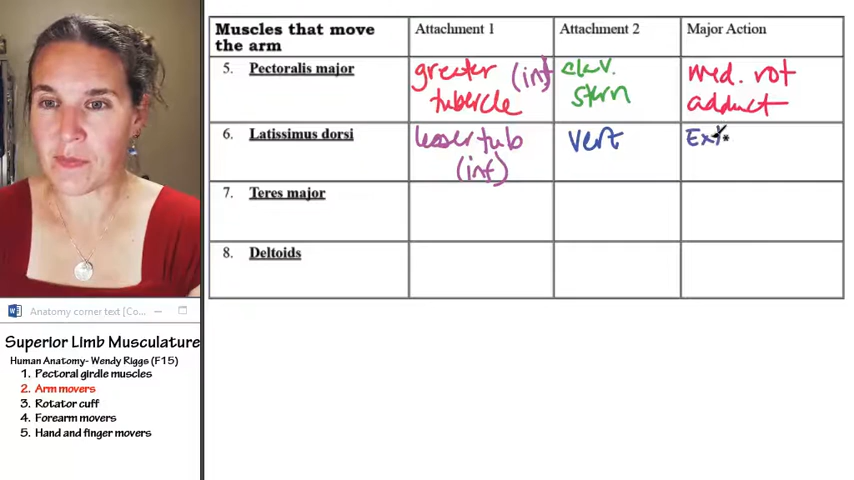 Muscles that move the arm
Attachment 1
Attachment 2
Major Action
5. Pectoralis major
greater (int)
tubercle
clav.
stern
med. rot
adduct
6. Latissimus dorsi
lesser tub
(int)
vert
Ext
7. Teres major
8. Deltoids
Anatomy corner text [Co...
Superior Limb Musculature
Human Anatomy- Wendy Riggs (F15)
1. Pectoral girdle muscles
2. Arm movers
3. Rotator cuff
4. Forearm movers
5. Hand and finger movers